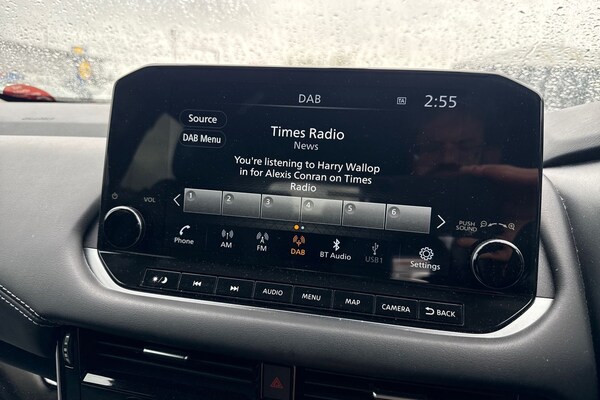 DAB
TA
2:55
Source
DAB Menu
Times Radio
News
You're listening to Harry Wallop
in for Alexis Conran on Times
Radio
VOL
1 2 3 4 5 6
PUSH
SOUND
Phone
AM
FM
DAB
BT Audio
USB1
Settings
AUDIO
MENU
MAP
CAMERA
BACK